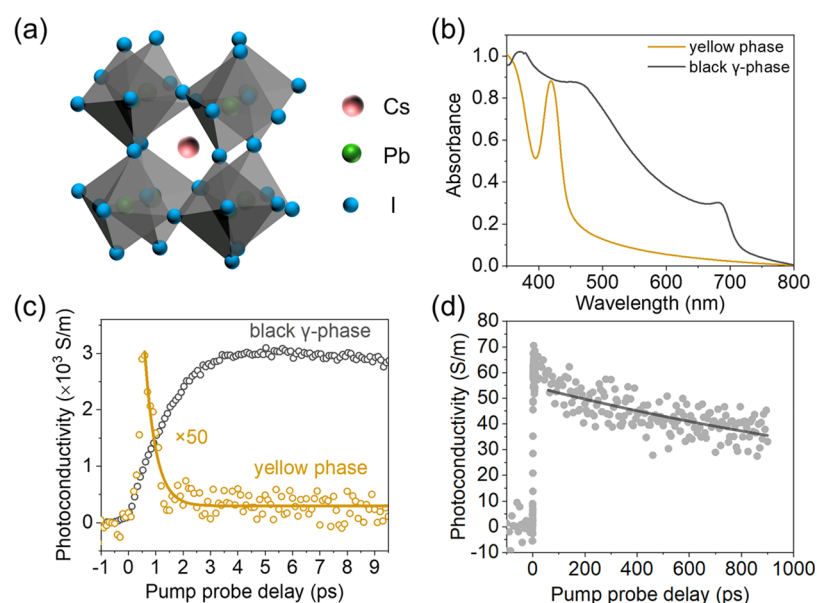 (a)
Cs
Pb
I
(b)
yellow phase
black γ-phase
Absorbance
1.0
0.8
0.6
0.4
0.2
0.0
400 500 600 700 800
Wavelength (nm)
(c)
black γ-phase
×50
yellow phase
Photoconductivity (×10³ S/m)
3
2
1
0
-1 0 1 2 3 4 5 6 7 8 9
Pump probe delay (ps)
(d)
Photoconductivity (S/m)
80
70
60
50
40
30
20
10
0
-10
0 200 400 600 800 1000
Pump probe delay (ps)